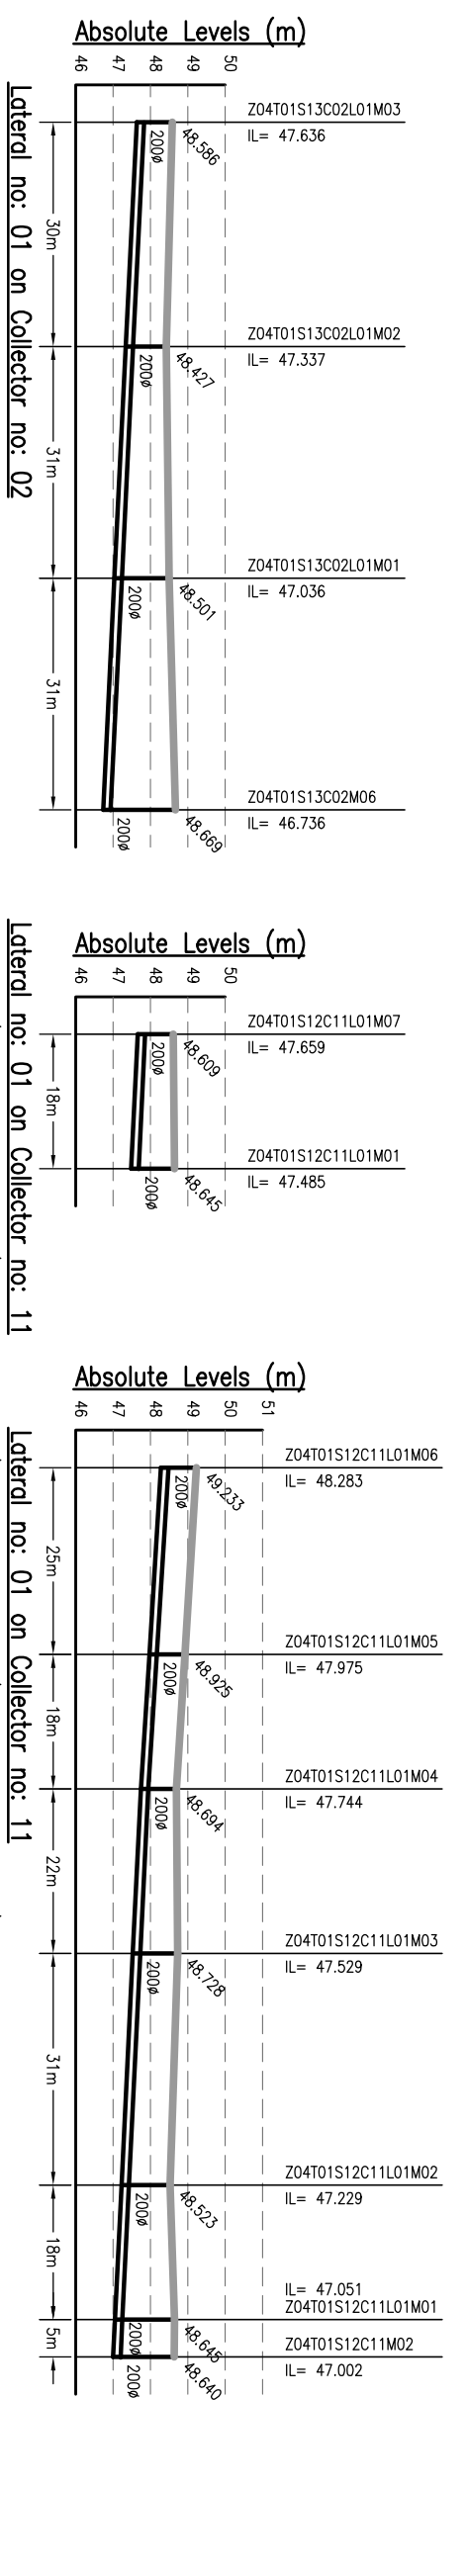 Absolute Levels (m)
46
47
48
49
50
Z04T01S13C02L01M03
IL= 47.636
48.586
200ø
30m
Z04T01S13C02L01M02
IL= 47.337
48.427
200ø
31m
Z04T01S13C02L01M01
IL= 47.036
48.501
200ø
31m
Z04T01S13C02M06
IL= 46.736
48.669
200ø
Lateral no: 01 on Collector no: 02
Absolute Levels (m)
46
47
48
49
50
Z04T01S12C11L01M07
IL= 47.659
48.609
200ø
18m
Z04T01S12C11L01M01
IL= 47.485
48.645
200ø
Lateral no: 01 on Collector no: 11
Absolute Levels (m)
46
47
48
49
50
51
Z04T01S12C11L01M06
IL= 48.283
49.233
200ø
25m
Z04T01S12C11L01M05
IL= 47.975
48.925
200ø
18m
Z04T01S12C11L01M04
IL= 47.744
48.694
200ø
22m
Z04T01S12C11L01M03
IL= 47.529
48.728
200ø
31m
Z04T01S12C11L01M02
IL= 47.229
48.523
200ø
18m
IL= 47.051
Z04T01S12C11L01M01
48.645
200ø
5m
Z04T01S12C11M02
IL= 47.002
48.640
200ø
Lateral no: 01 on Collector no: 11